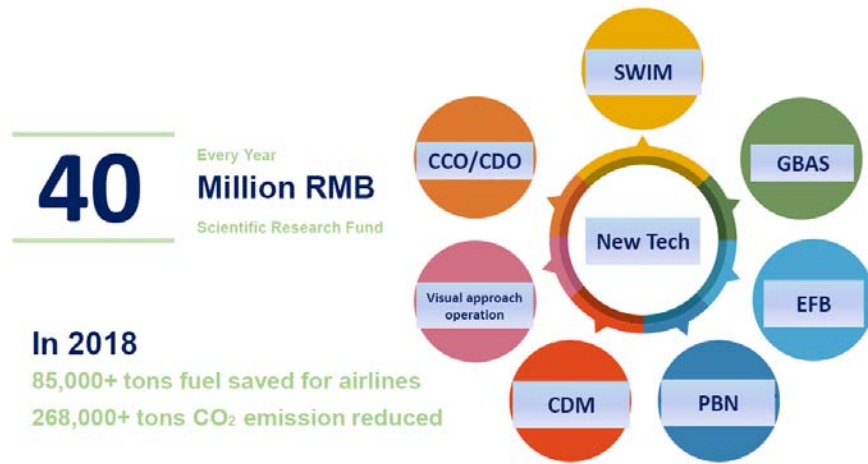 40
Every Year
Million RMB
Scientific Research Fund
In 2018
85,000+ tons fuel saved for airlines
268,000+ tons CO₂ emission reduced
SWIM
CCO/CDO
GBAS
New Tech
Visual approach
operation
EFB
CDM
PBN